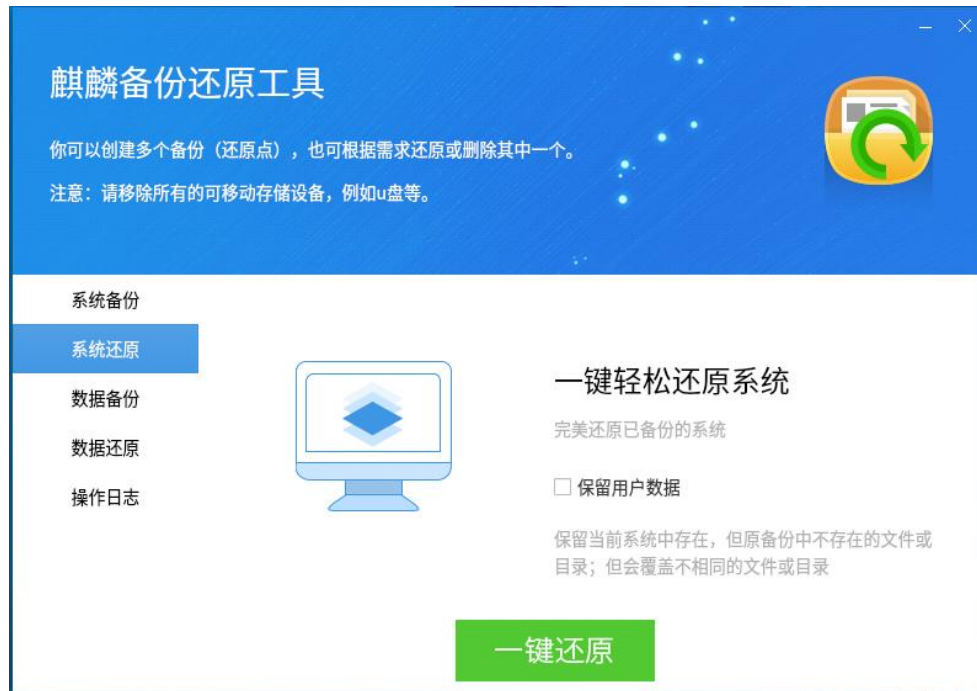 麒麟备份还原工具
你可以创建多个备份（还原点），也可根据需求还原或删除其中一个。
注意：请移除所有的可移动存储设备，例如u盘等。
系统备份
系统还原
数据备份
数据还原
操作日志
一键轻松还原系统
完美还原已备份的系统
保留用户数据
保留当前系统中存在，但原备份中不存在的文件或
目录；但会覆盖不相同的文件或目录
一键还原